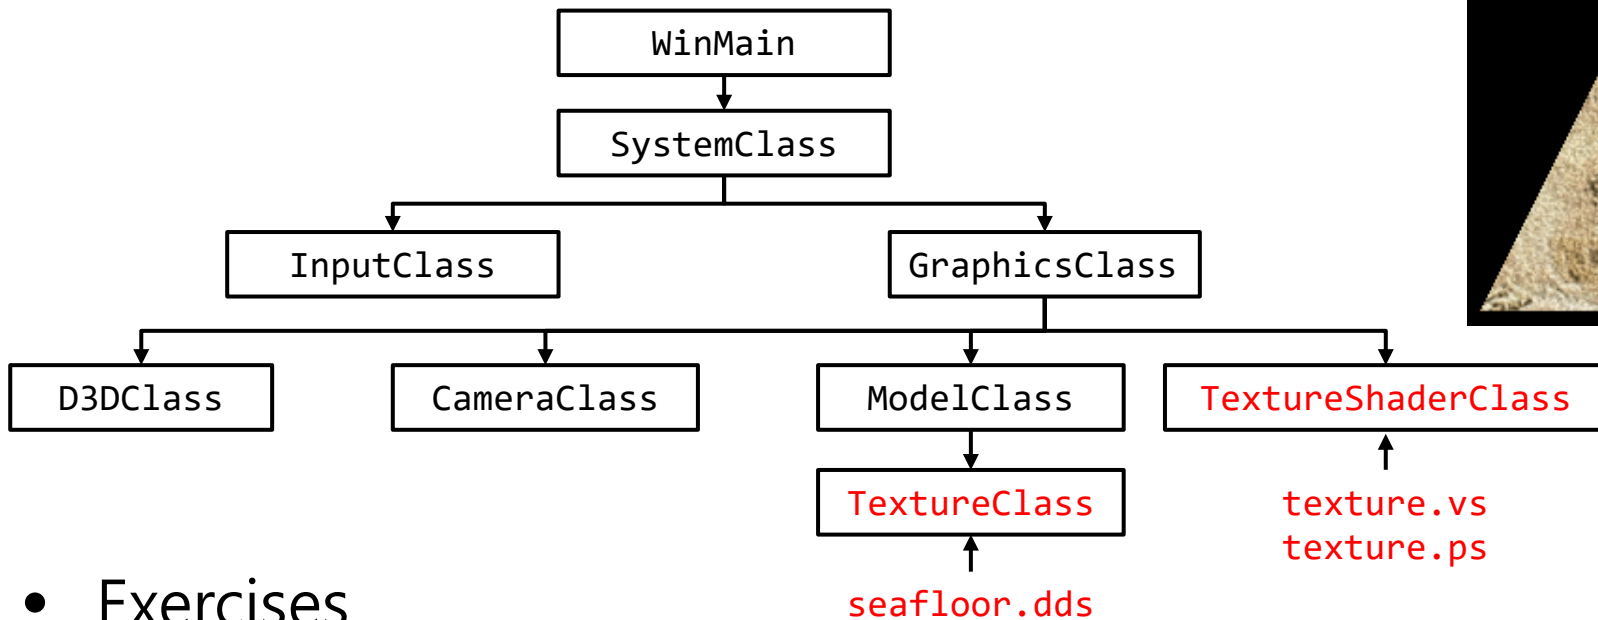 WinMain
SystemClass
InputClass
GraphicsClass
D3DClass
CameraClass
ModelClass
TextureShaderClass
TextureClass
texture.vs
texture.ps
seafloor.dds
• Exercises